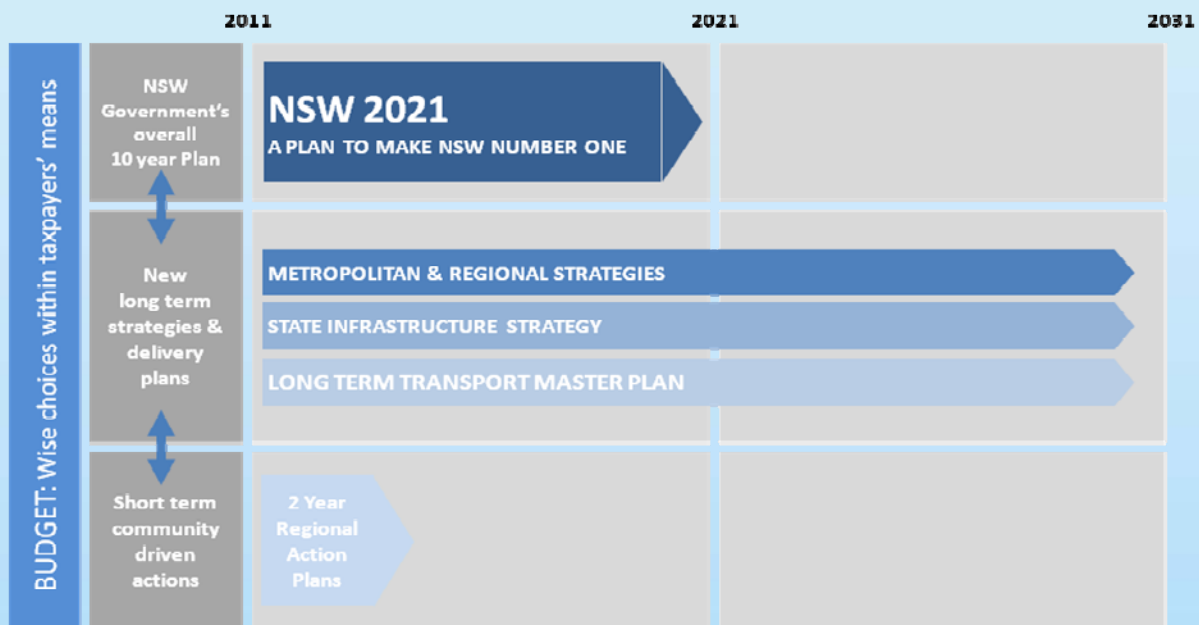 2011 2021 2031
BUDGET: Wise choices within taxpayers' means
NSW
Government's
overall
10 year Plan
NSW 2021
A PLAN TO MAKE NSW NUMBER ONE
New
long term
strategies &
delivery
plans
METROPOLITAN & REGIONAL STRATEGIES
STATE INFRASTRUCTURE STRATEGY
LONG TERM TRANSPORT MASTER PLAN
Short term
community
driven
actions
2 Year
Regional
Action
Plans